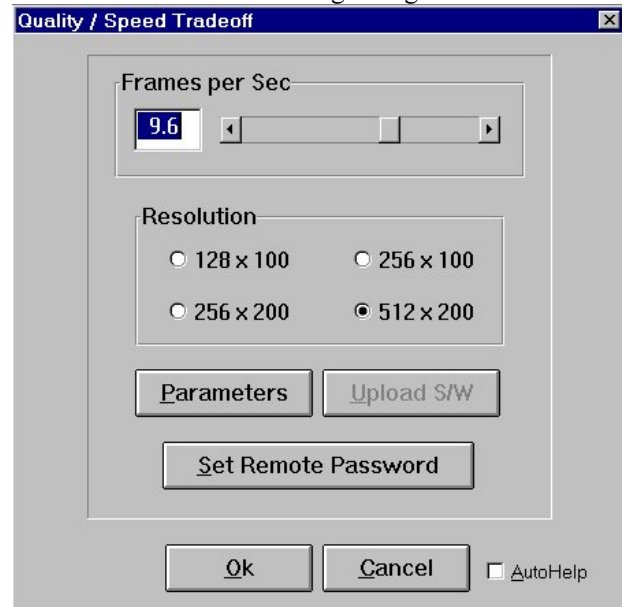 Quality / Speed Tradeoff
Frames per Sec
9.6
Resolution
128 x 100 256 x 100
256 x 200 512 x 200
Parameters Upload S/W
Set Remote Password
Ok Cancel AutoHelp